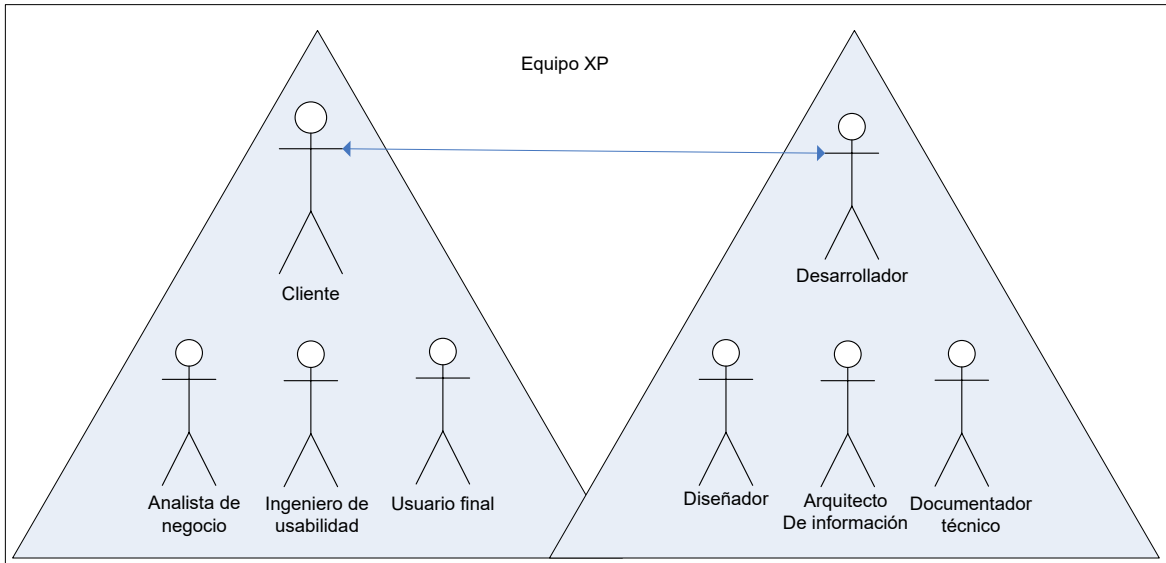 Equipo XP
Cliente
Desarrollador
Analista de
negocio
Ingeniero de
usabilidad
Usuario final
Diseñador
Arquitecto
De información
Documentador
técnico